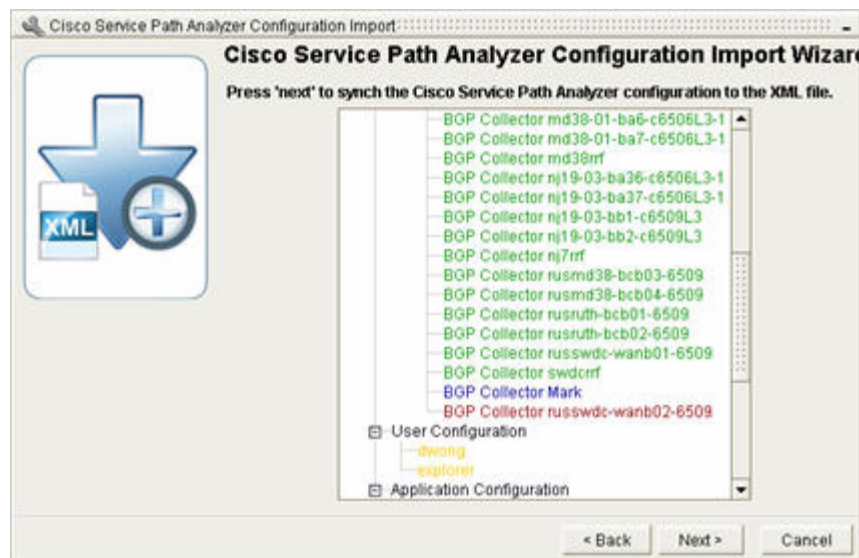 Cisco Service Path Analyzer Configuration Import
Cisco Service Path Analyzer Configuration Import Wizar
Press 'next' to synch the Cisco Service Path Analyzer configuration to the XML file.
XML
BGP Collector md38-01-ba6-c6506L3-1
BGP Collector md38-01-ba7-c6506L3-1
BGP Collector md38rrf
BGP Collector nj19-03-ba36-c6506L3-1
BGP Collector nj19-03-ba37-c6506L3-1
BGP Collector nj19-03-bb1-c6509L3
BGP Collector nj19-03-bb2-c6509L3
BGP Collector nj7rrf
BGP Collector rusmd38-bcb03-6509
BGP Collector rusmd38-bcb04-6509
BGP Collector rusruth-bcb01-6509
BGP Collector rusruth-bcb02-6509
BGP Collector russwdc-wanb01-6509
BGP Collector swdcrrf
BGP Collector Mark
BGP Collector russwdc-wanb02-6509
User Configuration
dwong
explorer
Application Configuration
< Back Next > Cancel